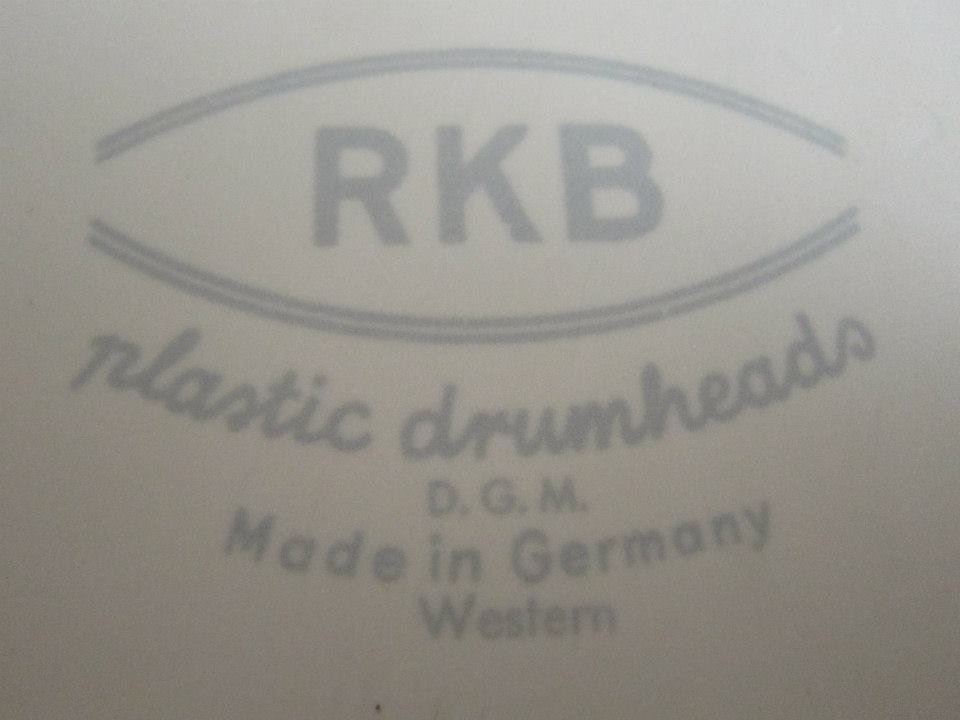 RKB
plastic drumheads
D.G.M.
Made in Germany
Western